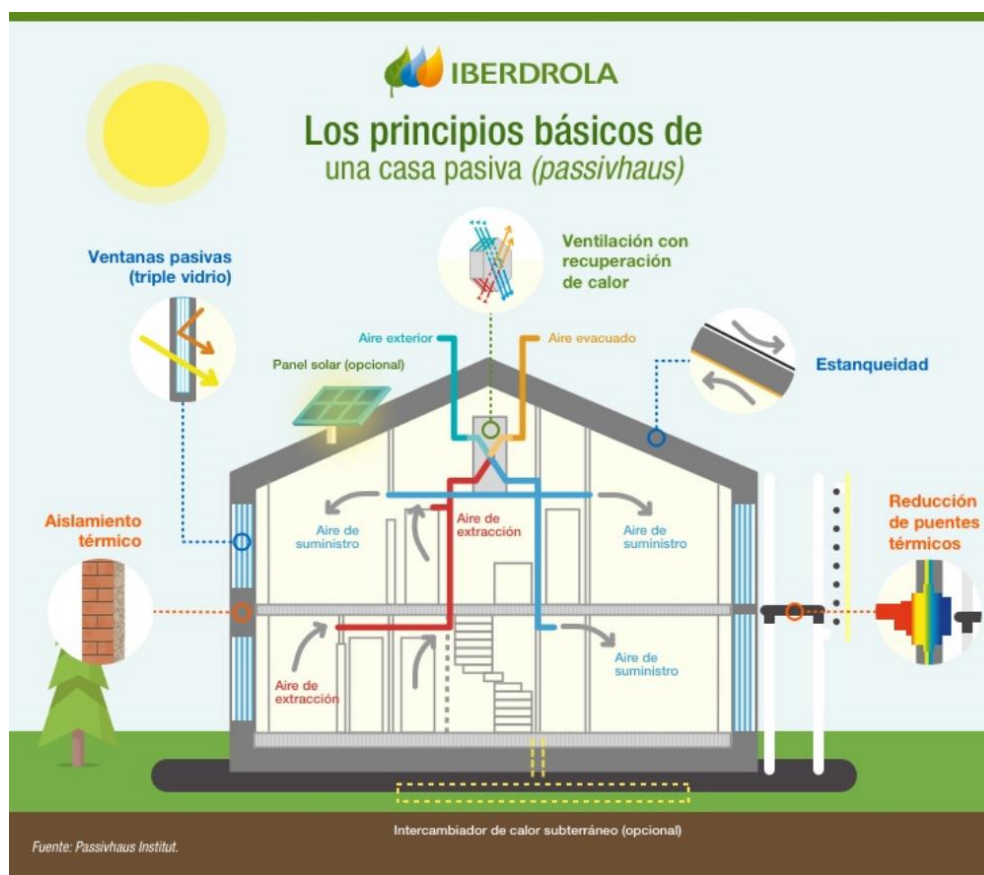 IBERDROLA
Los principios básicos de
una casa pasiva (passivhaus)
Ventanas pasivas
(triple vidrio)
Ventilación con
recuperación
de calor
Aire exterior
Aire evacuado
Panel solar (opcional)
Estanqueidad
Aislamiento
térmico
Aire de
suministro
Aire de
extracción
Aire de
suministro
Reducción
de puentes
térmicos
Aire de
extracción
Aire de
suministro
Intercambiador de calor subterráneo (opcional)
Fuente: Passivhaus Institut.